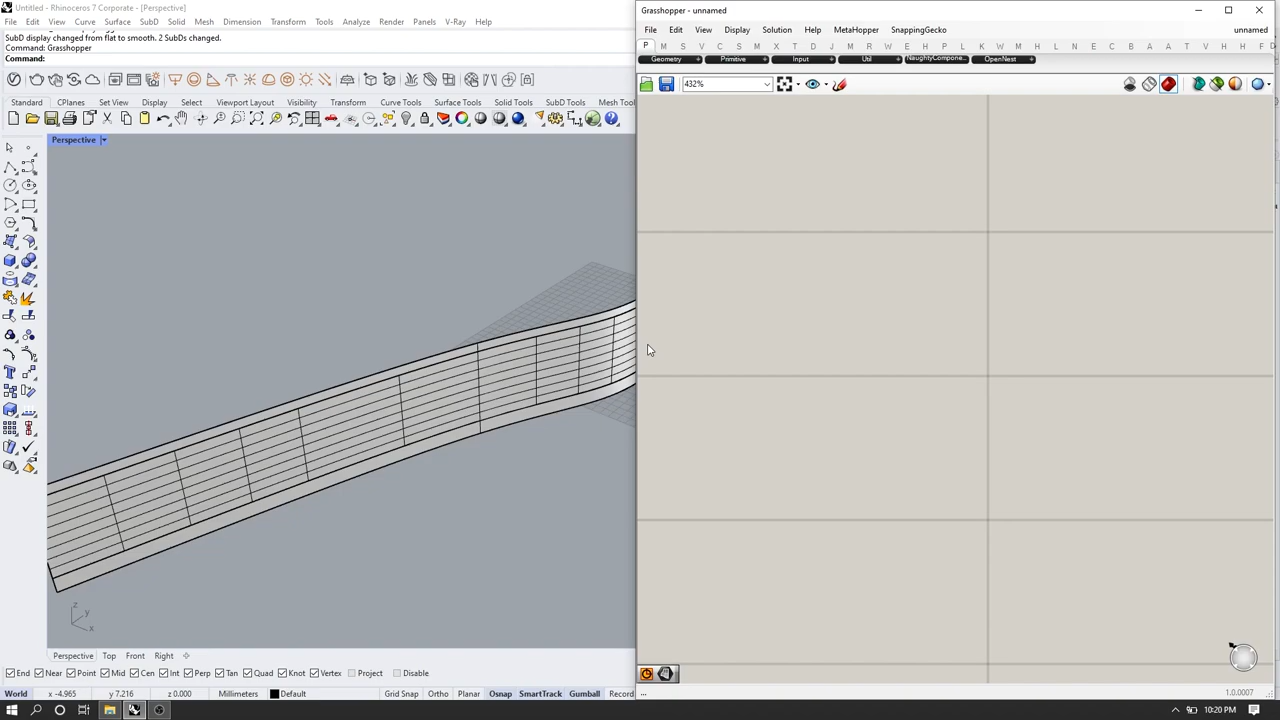 Untitled - Rhinoceros 7 Corporate - [Perspective]
File Edit View Curve Surface SubD Solid Mesh Dimension Transform Tools Analyze Render Panels V-Ray Help
SubD display changed from flat to smooth. 2 SubDs changed.
Command: Grasshopper
Command:
Standard CPlanes Set View Display Select Viewport Layout Visibility Transform Curve Tools Surface Tools Solid Tools SubD Tools Mesh Tool
Perspective
z
y
x
Perspective Top Front Right
End Near Point Mid Cen Int Perp Tan Quad Knot Vertex Project Disable
World x -4.965 y 7.216 z 0.000 Millimeters Default Grid Snap Ortho Planar Osnap SmartTrack Gumball Record
Grasshopper - unnamed
File Edit View Display Solution Help MetaHopper SnappingGecko unnamed
P M S V C S M I T D M R W M H E B L P L K W M H N E C T F V B A A W F H D
Geometry Primitive Input Util NaughtyCompone... OpenNest
432%
...
1.0.0007
10:20 PM